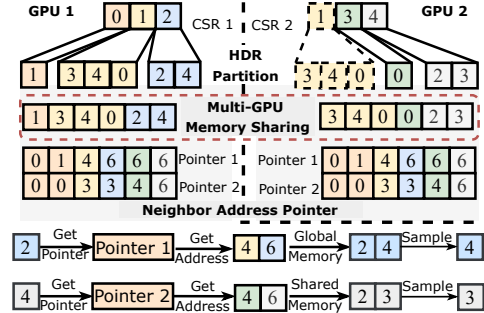 GPU 1 0 1 2 CSR 1 CSR 2 1 3 4 GPU 2
HDR
Partition
1 3 4 0 2 4 3 4 0 0 2 3
Multi-GPU
Memory Sharing
1 3 4 0 0 2 4 3 4 0 0 2 3
0 1 4 6 6 6 Pointer 1 Pointer 1 0 1 4 6 6 6
0 0 3 3 4 6 Pointer 2 Pointer 2 0 0 3 3 4 6
Neighbor Address Pointer
2 Get Pointer Pointer 1 Get Address 4 6 Global Memory 2 4 Sample 4
4 Get Pointer Pointer 2 Get Address 4 6 Shared Memory 2 3 Sample 3